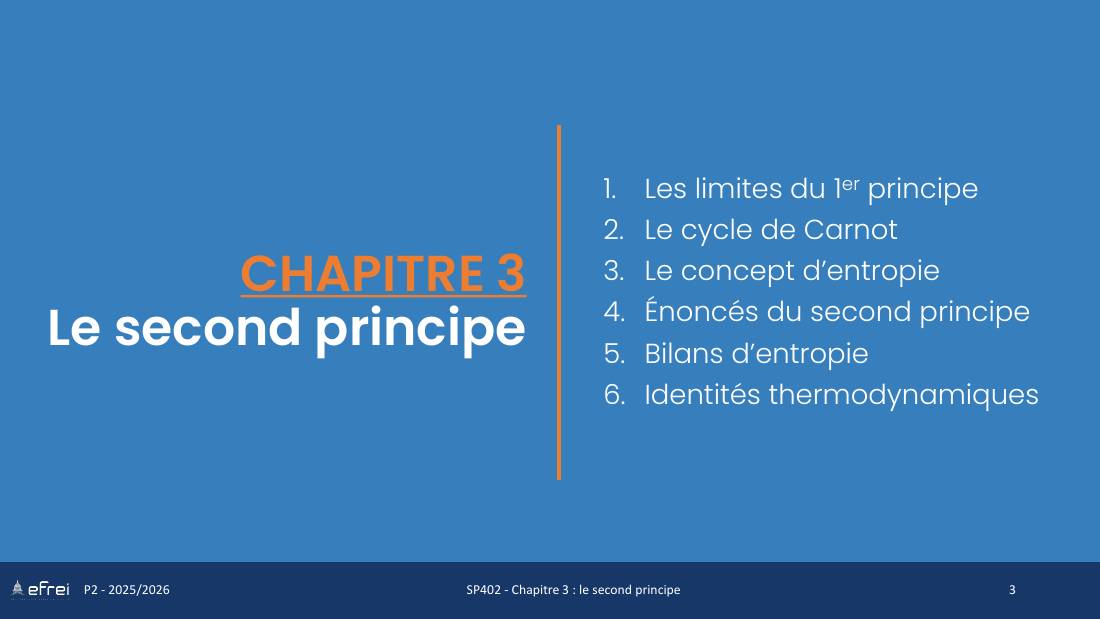 CHAPITRE 3
Le second principe
1. Les limites du 1er principe
2. Le cycle de Carnot
3. Le concept d’entropie
4. Énoncés du second principe
5. Bilans d’entropie
6. Identités thermodynamiques
efrei P2 - 2025/2026 SP402 - Chapitre 3 : le second principe 3